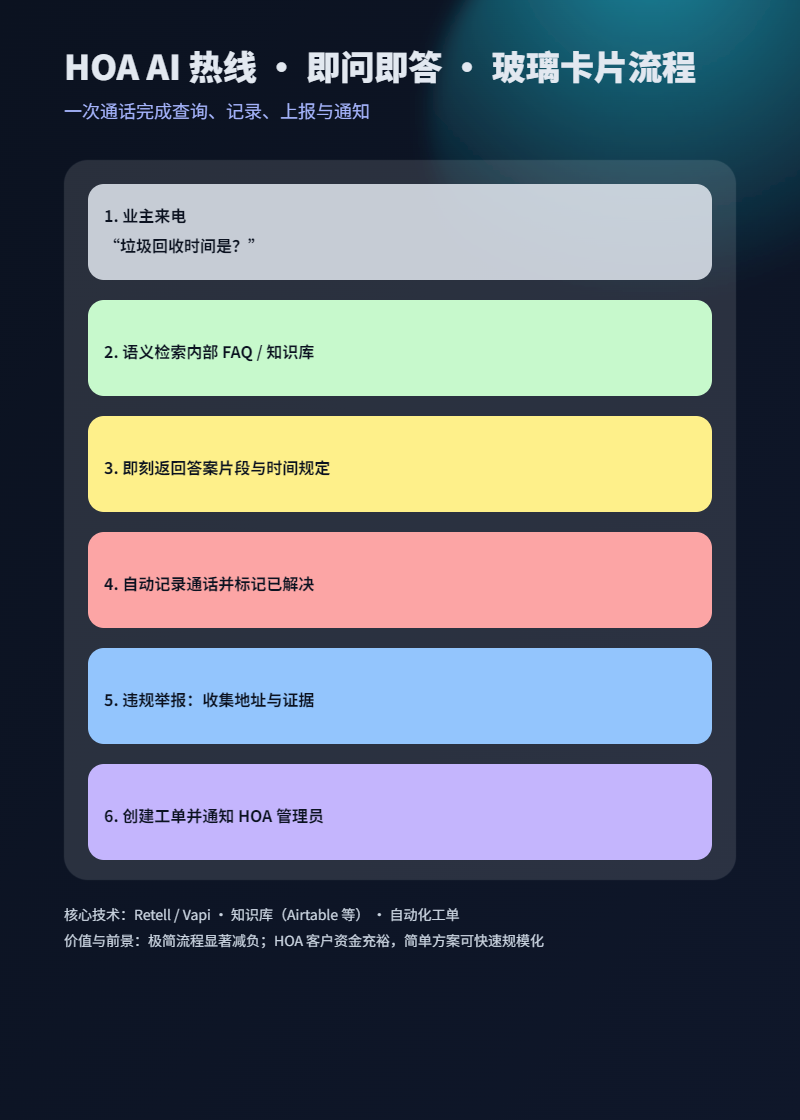 HOA AI 热线 · 即问即答 · 玻璃卡片流程
一次通话完成查询、记录、上报与通知
1. 业主来电
“垃圾回收时间是？”
2. 语义检索内部 FAQ / 知识库
3. 即刻返回答案片段与时间规定
4. 自动记录通话并标记已解决
5. 违规举报：收集地址与证据
6. 创建工单并通知 HOA 管理员
核心技术：Retell / Vapi · 知识库（Airtable 等） · 自动化工单
价值与前景：极简流程显著减负；HOA 客户资金充裕，简单方案可快速规模化